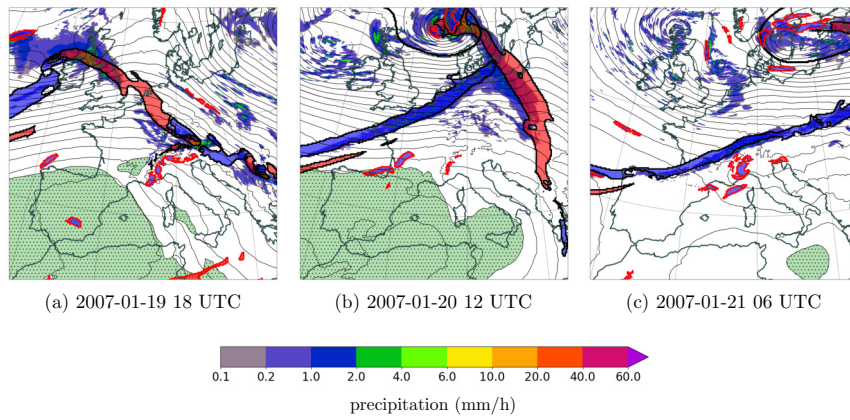 (a) 2007-01-19 18 UTC
(b) 2007-01-20 12 UTC
(c) 2007-01-21 06 UTC
0.1 0.2 1.0 2.0 4.0 6.0 10.0 20.0 40.0 60.0
precipitation (mm/h)